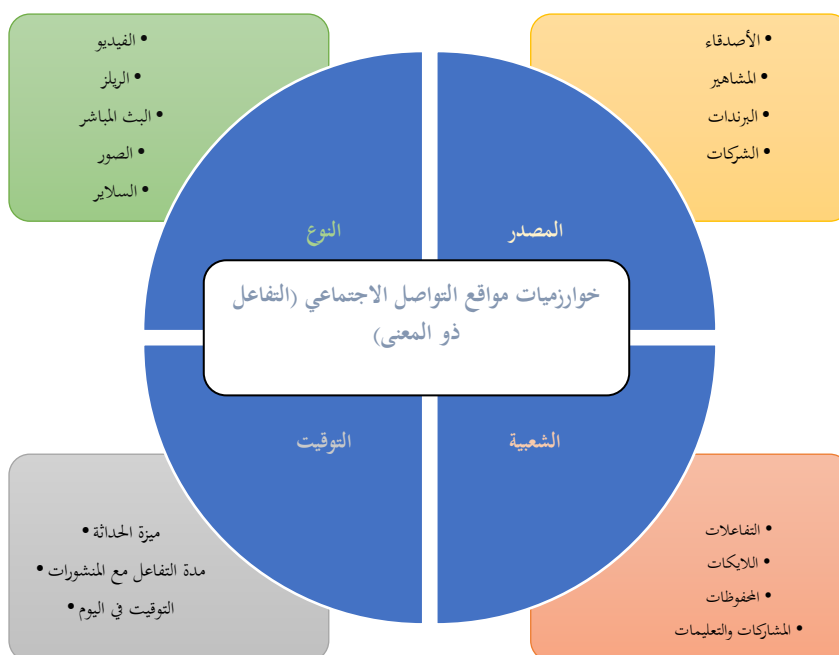 • الأصدقاء
• المشاهير
• البرندات
• الشركات
• الفيديو
• الريلز
• البث المباشر
• الصور
• السلاير
المصدر
النوع
خوارزميات مواقع التواصل الاجتماعي (التفاعل
ذو المعنى)
الشعبية
التوقيت
• التفاعلات
• اللايكات
• المحفوظات
• المشاركات والتعليمات
• ميزة الحداثة
• مدة التفاعل مع المنشورات
• التوقيت في اليوم